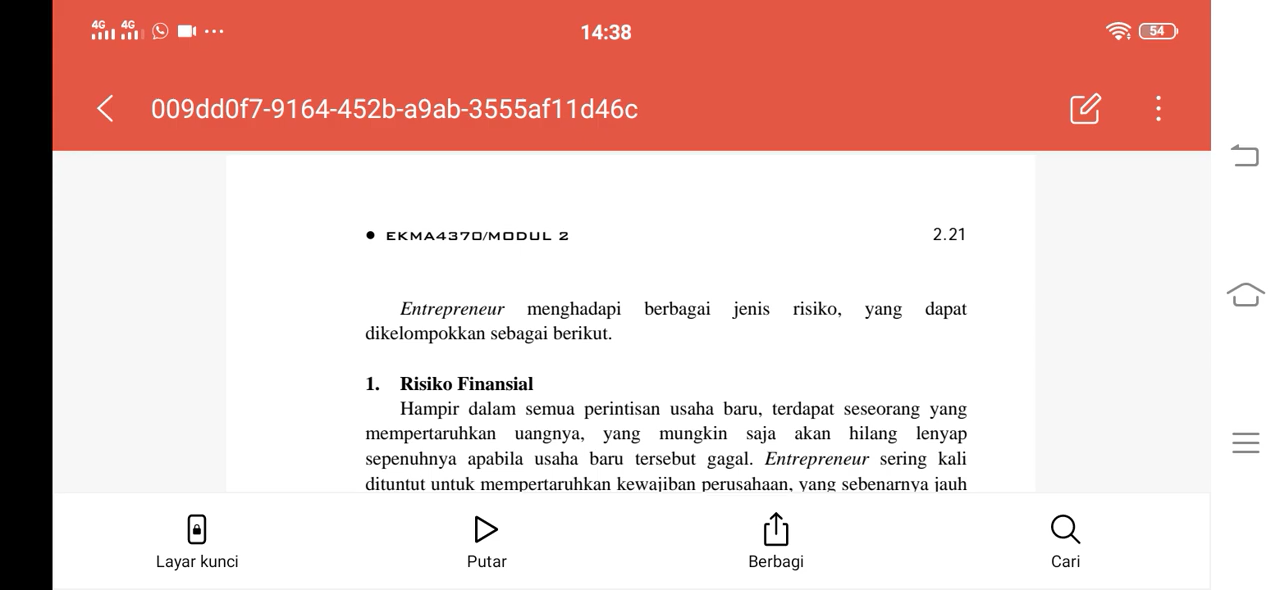 4G 4G 14:38 54
009dd0f7-9164-452b-a9ab-3555af11d46c
• EKMA4370/MODUL 2 2.21
Entrepreneur menghadapi berbagai jenis risiko, yang dapat
dikelompokkan sebagai berikut.
1. Risiko Finansial
Hampir dalam semua perintisan usaha baru, terdapat seseorang yang
mempertaruhkan uangnya, yang mungkin saja akan hilang lenyap
sepenuhnya apabila usaha baru tersebut gagal. Entrepreneur sering kali
dituntut untuk mempertaruhkan kewajiban perusahaan, yang sebenarnya jauh
Layar kunci Putar Berbagi Cari